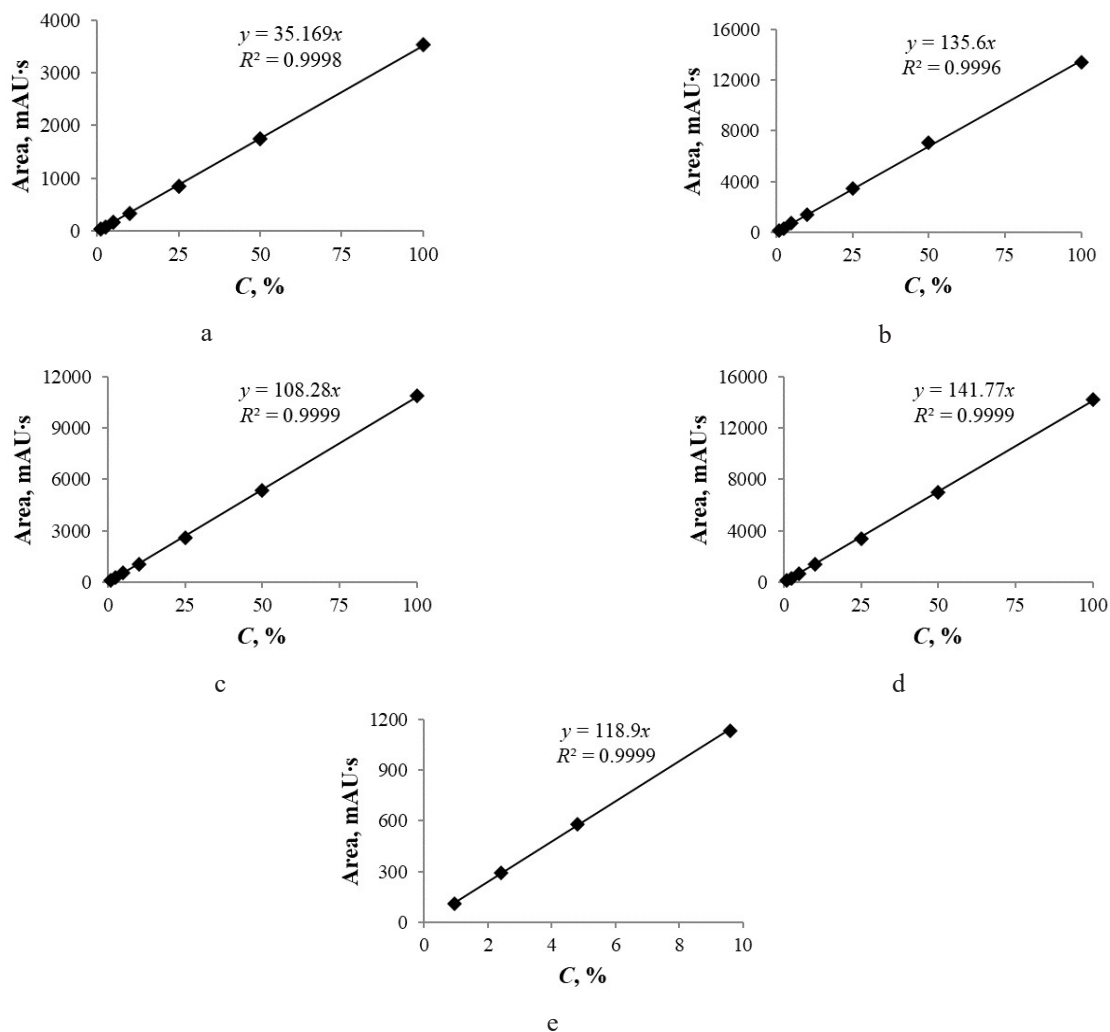 y = 35.169x
R² = 0.9998
4000
3000
2000
1000
0
Area, mAU·s
0 25 50 75 100
C, %
a
y = 135.6x
R² = 0.9996
16000
12000
8000
4000
0
Area, mAU·s
0 25 50 75 100
C, %
b
y = 108.28x
R² = 0.9999
12000
9000
6000
3000
0
Area, mAU·s
0 25 50 75 100
C, %
c
y = 141.77x
R² = 0.9999
16000
12000
8000
4000
0
Area, mAU·s
0 25 50 75 100
C, %
d
y = 118.9x
R² = 0.9999
1200
900
600
300
0
Area, mAU·s
0 2 4 6 8 10
C, %
e